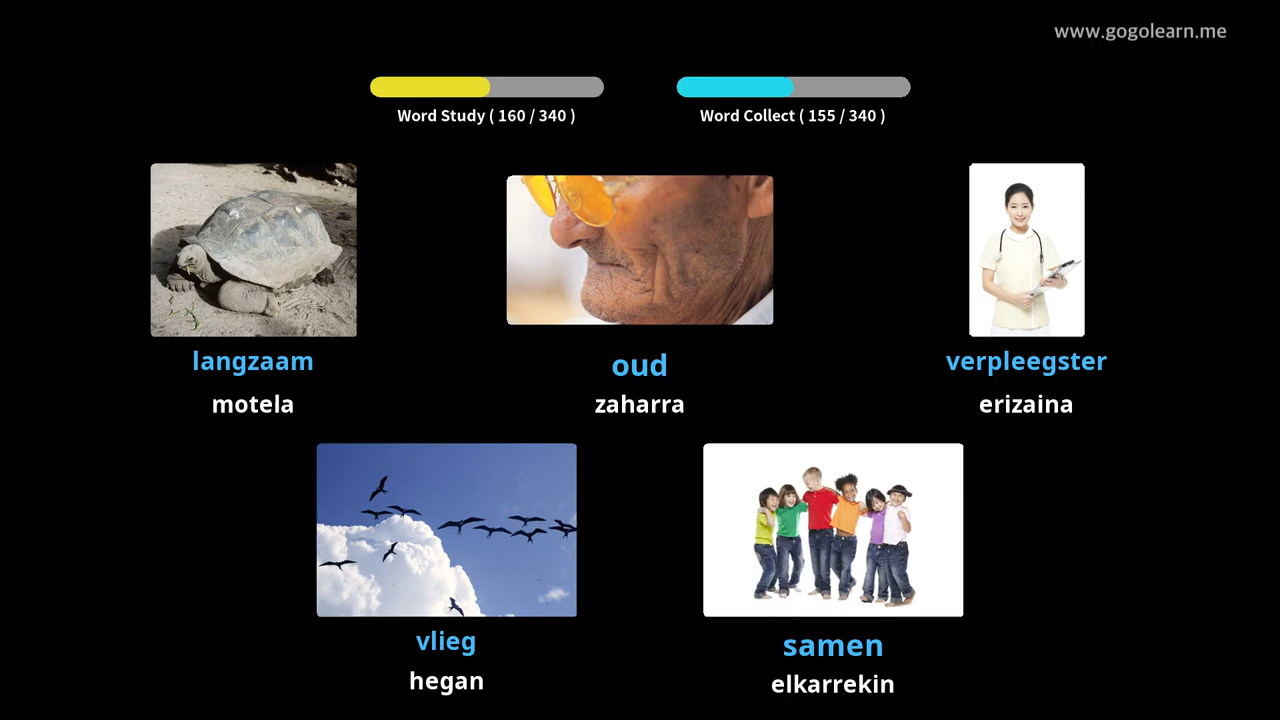 www.gogolearn.me
Word Study ( 160 / 340 )
Word Collect ( 155 / 340 )
langzaam
motela
oud
zaharra
verpleegster
erizaina
vlieg
hegan
samen
elkarrekin